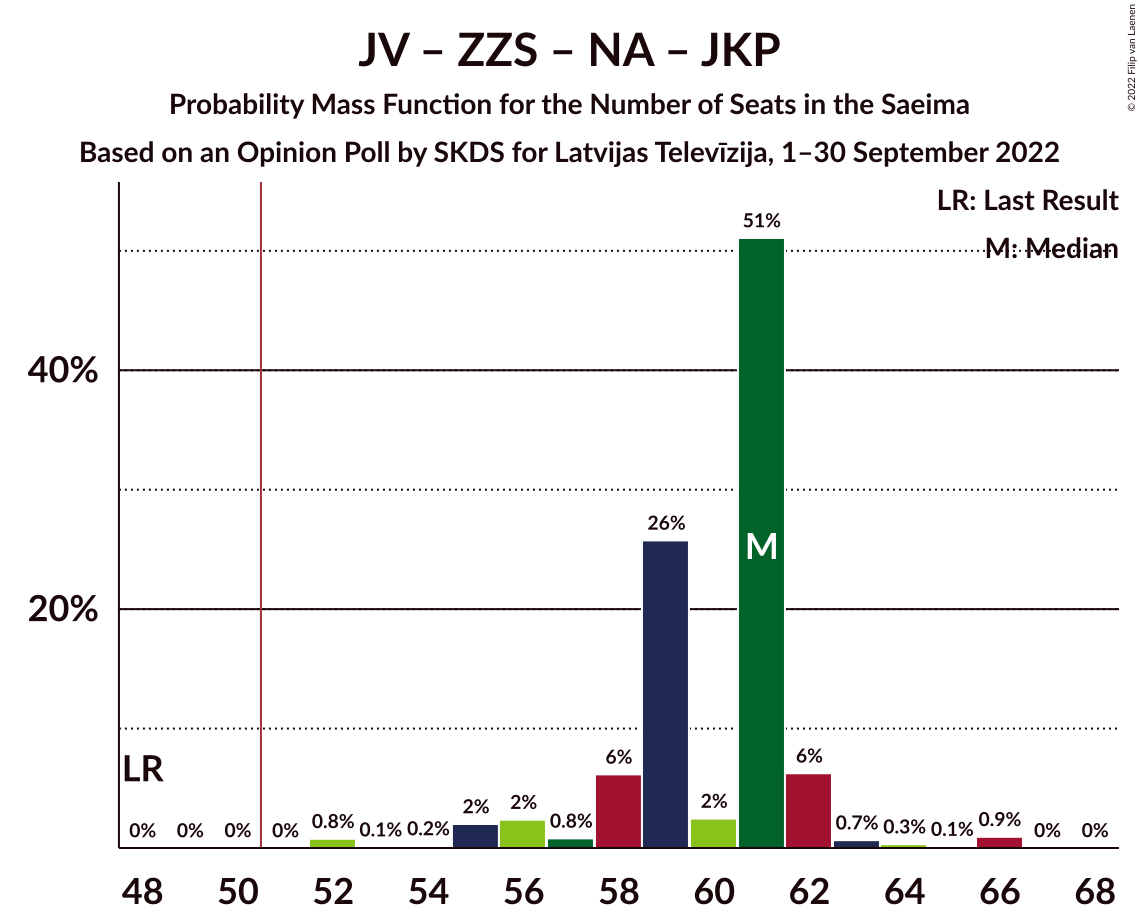 JV – ZZS – NA – JKP
Probability Mass Function for the Number of Seats in the Saeima
Based on an Opinion Poll by SKDS for Latvijas Televīzija, 1–30 September 2022
© 2022 Filip van Laenen
LR: Last Result
M: Median
51%
40%
26%
M
20%
LR
0% 0% 0% 0% 0.8% 0.1% 0.2% 2% 2% 0.8% 6% 2% 6% 0.7% 0.3% 0.1% 0.9% 0% 0%
48 50 52 54 56 58 60 62 64 66 68